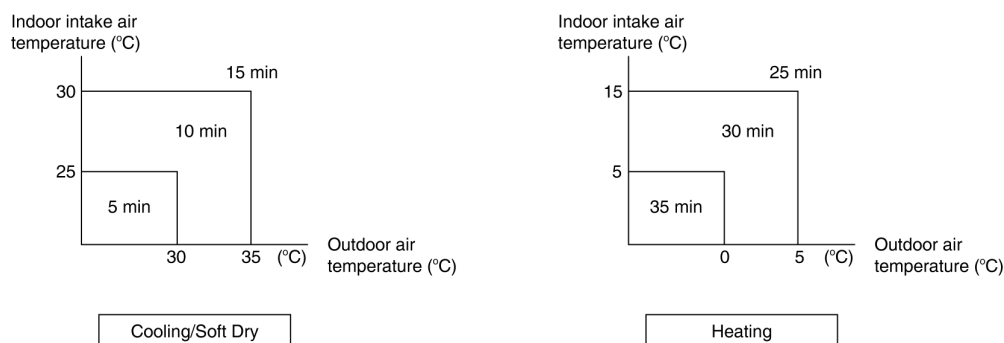 Indoor intake air
temperature (°C)
15 min
30
10 min
25
5 min
30
35
(°C)
Outdoor air
temperature (°C)
Cooling/Soft Dry
Indoor intake air
temperature (°C)
25 min
15
30 min
5
35 min
0
5
(°C)
Outdoor air
temperature (°C)
Heating